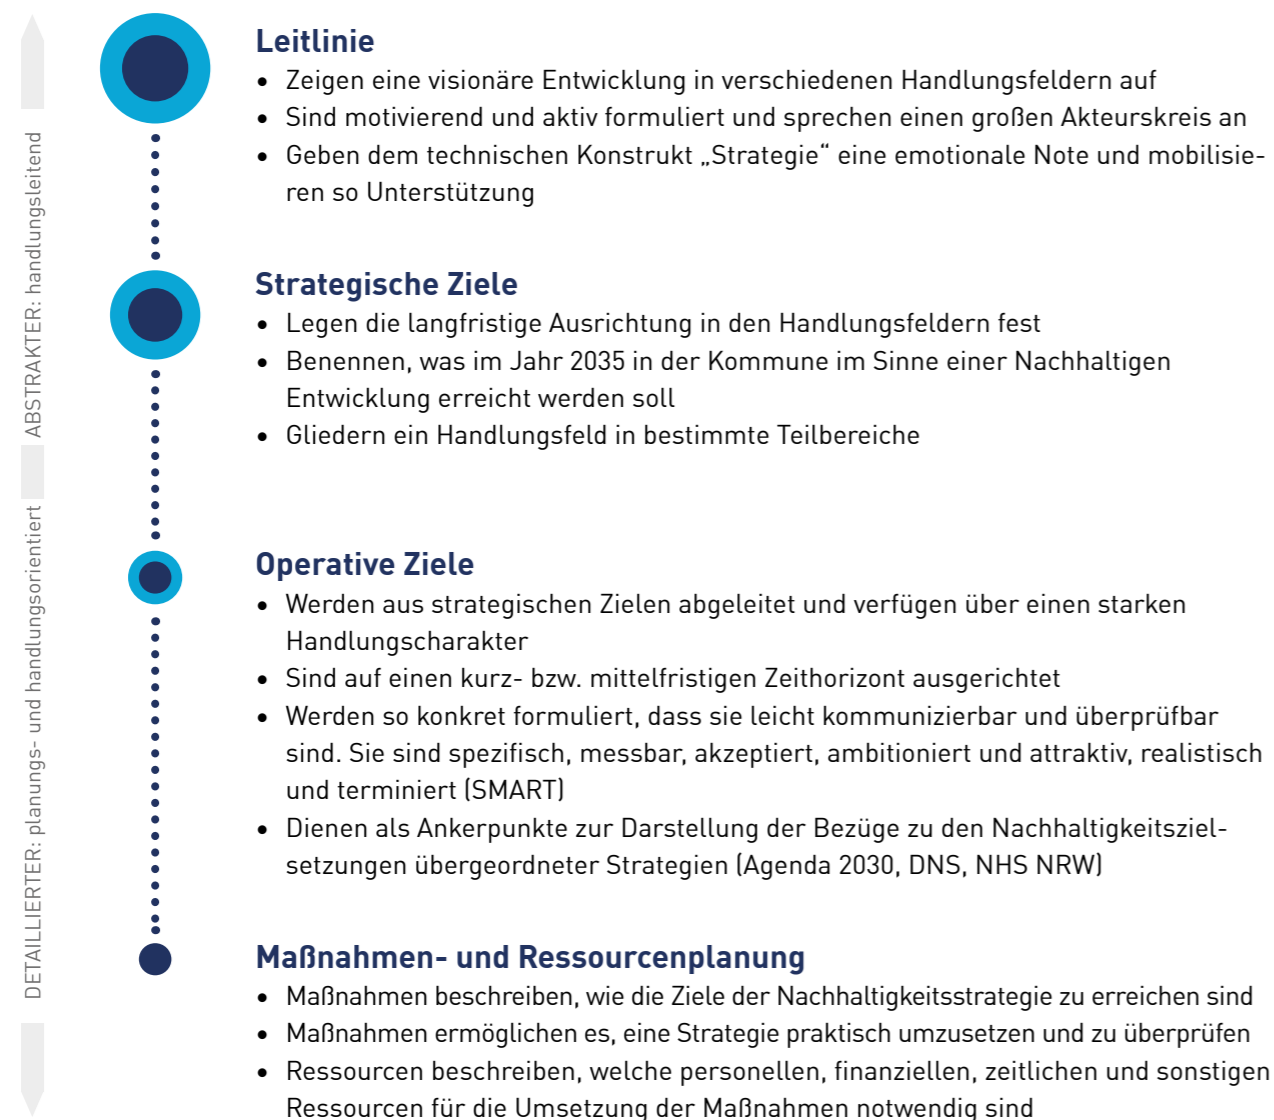 Leitlinie
• Zeigen eine visionäre Entwicklung in verschiedenen Handlungsfeldern auf
• Sind motivierend und aktiv formuliert und sprechen einen großen Akteurskreis an
• Geben dem technischen Konstrukt „Strategie“ eine emotionale Note und mobilisie-
ren so Unterstützung
Strategische Ziele
• Legen die langfristige Ausrichtung in den Handlungsfeldern fest
• Benennen, was im Jahr 2035 in der Kommune im Sinne einer Nachhaltigen
Entwicklung erreicht werden soll
• Gliedern ein Handlungsfeld in bestimmte Teilbereiche
Operative Ziele
• Werden aus strategischen Zielen abgeleitet und verfügen über einen starken
Handlungscharakter
• Sind auf einen kurz- bzw. mittelfristigen Zeithorizont ausgerichtet
• Werden so konkret formuliert, dass sie leicht kommunizierbar und überprüfbar
sind. Sie sind spezifisch, messbar, akzeptiert, ambitioniert und attraktiv, realistisch
und terminiert (SMART)
• Dienen als Ankerpunkte zur Darstellung der Bezüge zu den Nachhaltigkeitsziel-
setzungen übergeordneter Strategien (Agenda 2030, DNS, NHS NRW)
Maßnahmen- und Ressourcenplanung
• Maßnahmen beschreiben, wie die Ziele der Nachhaltigkeitsstrategie zu erreichen sind
• Maßnahmen ermöglichen es, eine Strategie praktisch umzusetzen und zu überprüfen
• Ressourcen beschreiben, welche personellen, finanziellen, zeitlichen und sonstigen
Ressourcen für die Umsetzung der Maßnahmen notwendig sind
ABSTRAKTER: handlungsleitend
DETAILLIERTER: planungs- und handlungsorientiert